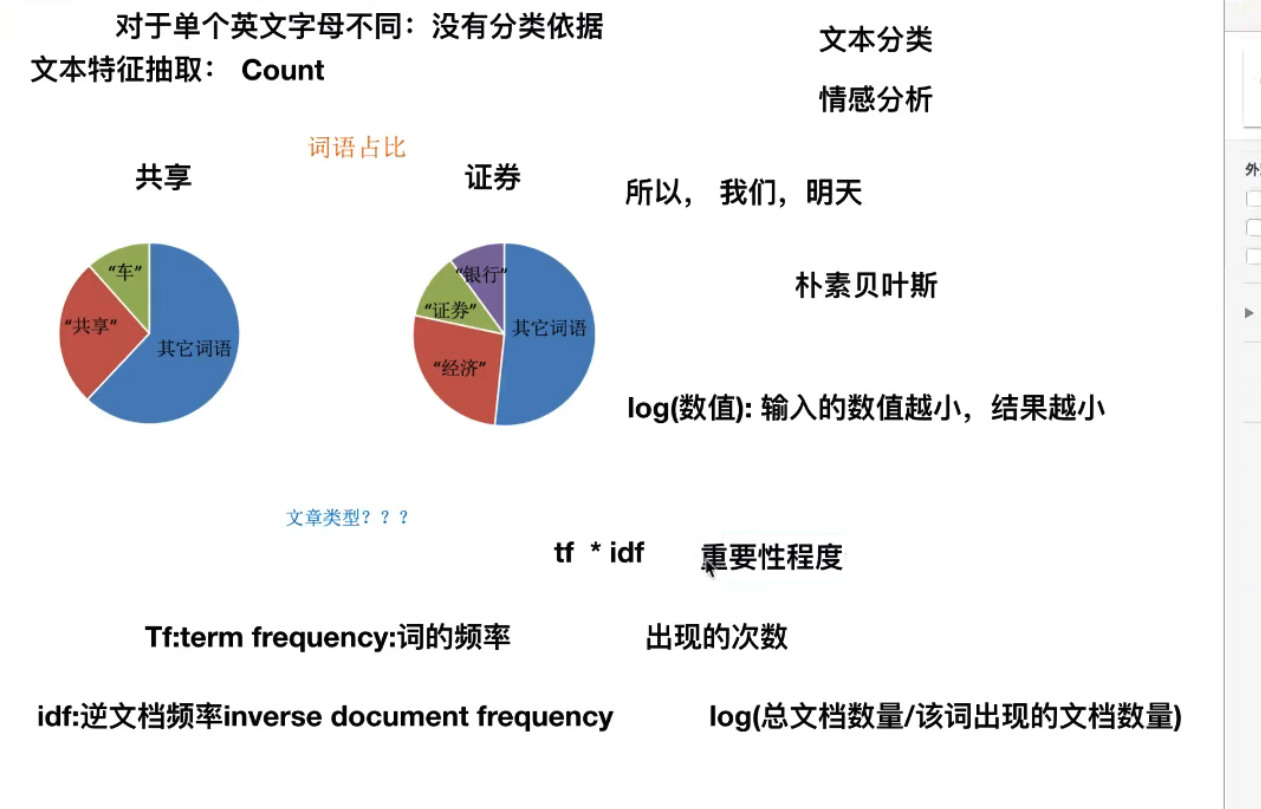 对于单个英文字母不同：没有分类依据
文本特征抽取： Count
文本分类
情感分析
词语占比
共享
证券
所以， 我们，明天
“车”
“共享”
其它词语
“银行”
“证券”
“经济”
其它词语
朴素贝叶斯
log(数值): 输入的数值越小，结果越小
文章类型？？？
tf * idf
重要性程度
Tf:term frequency:词的频率
出现的次数
idf:逆文档频率inverse document frequency
log(总文档数量/该词出现的文档数量)